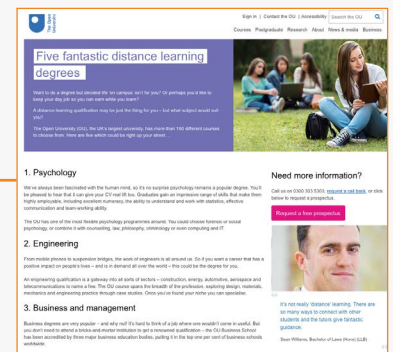 The Open University
Sign in | Contact the OU | Accessibility
Search the OU
Courses Postgraduate Research About News & media Business
Five fantastic distance learning
degrees
Want to do a degree but decided life 'on campus' isn't for you? Or perhaps you'd like to
keep your day job so you can earn while you learn?
A distance learning qualification may be just the thing for you – but what subject would suit
you?
The Open University (OU), the UK's largest university, has more than 160 different courses
to choose from. Here are five which could be right up your street…
1. Psychology
We've always been fascinated with the human mind, so it's no surprise psychology remains a popular degree. You'll
be pleased to hear that it can give your CV real lift too. Graduates gain an impressive range of skills that make them
highly employable, including excellent numeracy, the ability to understand and work with statistics, effective
communication and team-working ability.
The OU has one of the most flexible psychology programmes around. You could choose forensic or social
psychology, or combine it with counselling, law, philosophy, criminology or even computing and IT.
2. Engineering
From mobile phones to suspension bridges, the work of engineers is all around us. So if you want a career that has a
positive impact on people's lives – and is in demand all over the world – this could be the degree for you.
An engineering qualification is a gateway into all sorts of sectors – construction, energy, automotive, aerospace and
telecommunications to name a few. The OU course spans the breadth of the profession, exploring design, materials,
mechanics and engineering practice through case studies. Once you've found your niche you can specialise.
3. Business and management
Business degrees are very popular – and why not? It's hard to think of a job where one wouldn't come in useful. But
you don't need to attend a bricks-and-mortar institution to get a renowned qualification – the OU Business School
has been accredited by three major business education bodies, putting it in the top one per cent of business schools
worldwide.
Need more information?
Call us on 0300 303 5303, request a call back, or click
below to request a prospectus.
Request a free prospectus
It's not really 'distance' learning. There are
so many ways to connect with other
students and the tutors give fantastic
guidance.
Sean Williams, Bachelor of Laws (Hons) (LLB)